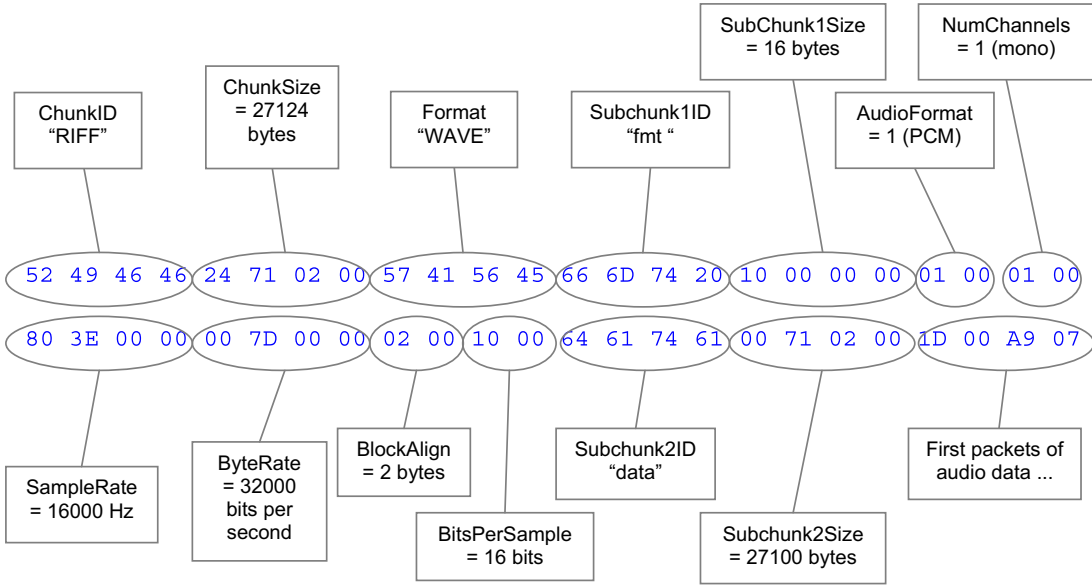 SubChunk1Size
= 16 bytes
NumChannels
= 1 (mono)
ChunkID
“RIFF”
ChunkSize
= 27124
bytes
Format
“WAVE”
Subchunk1ID
“fmt “
AudioFormat
= 1 (PCM)
52 49 46 46 24 71 02 00 57 41 56 45 66 6D 74 20 10 00 00 00 01 00 01 00
80 3E 00 00 00 7D 00 00 02 00 10 00 64 61 74 61 00 71 02 00 1D 00 A9 07
SampleRate
= 16000 Hz
ByteRate
= 32000
bits per
second
BlockAlign
= 2 bytes
BitsPerSample
= 16 bits
Subchunk2ID
“data”
Subchunk2Size
= 27100 bytes
First packets of
audio data ...